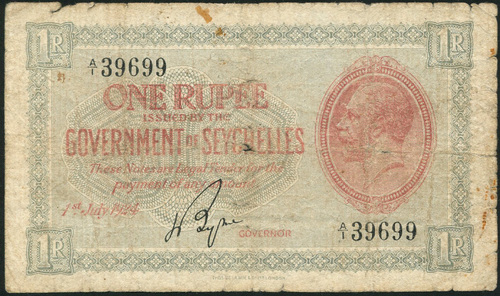 1R 1R
A/1 39699
ONE RUPEE
ISSUED BY THE
GOVERNMENT OF SEYCHELLES
These Notes are Legal Tender for the
payment of any amount.
1st July 1924
GOVERNOR
A/1 39699
1R 1R